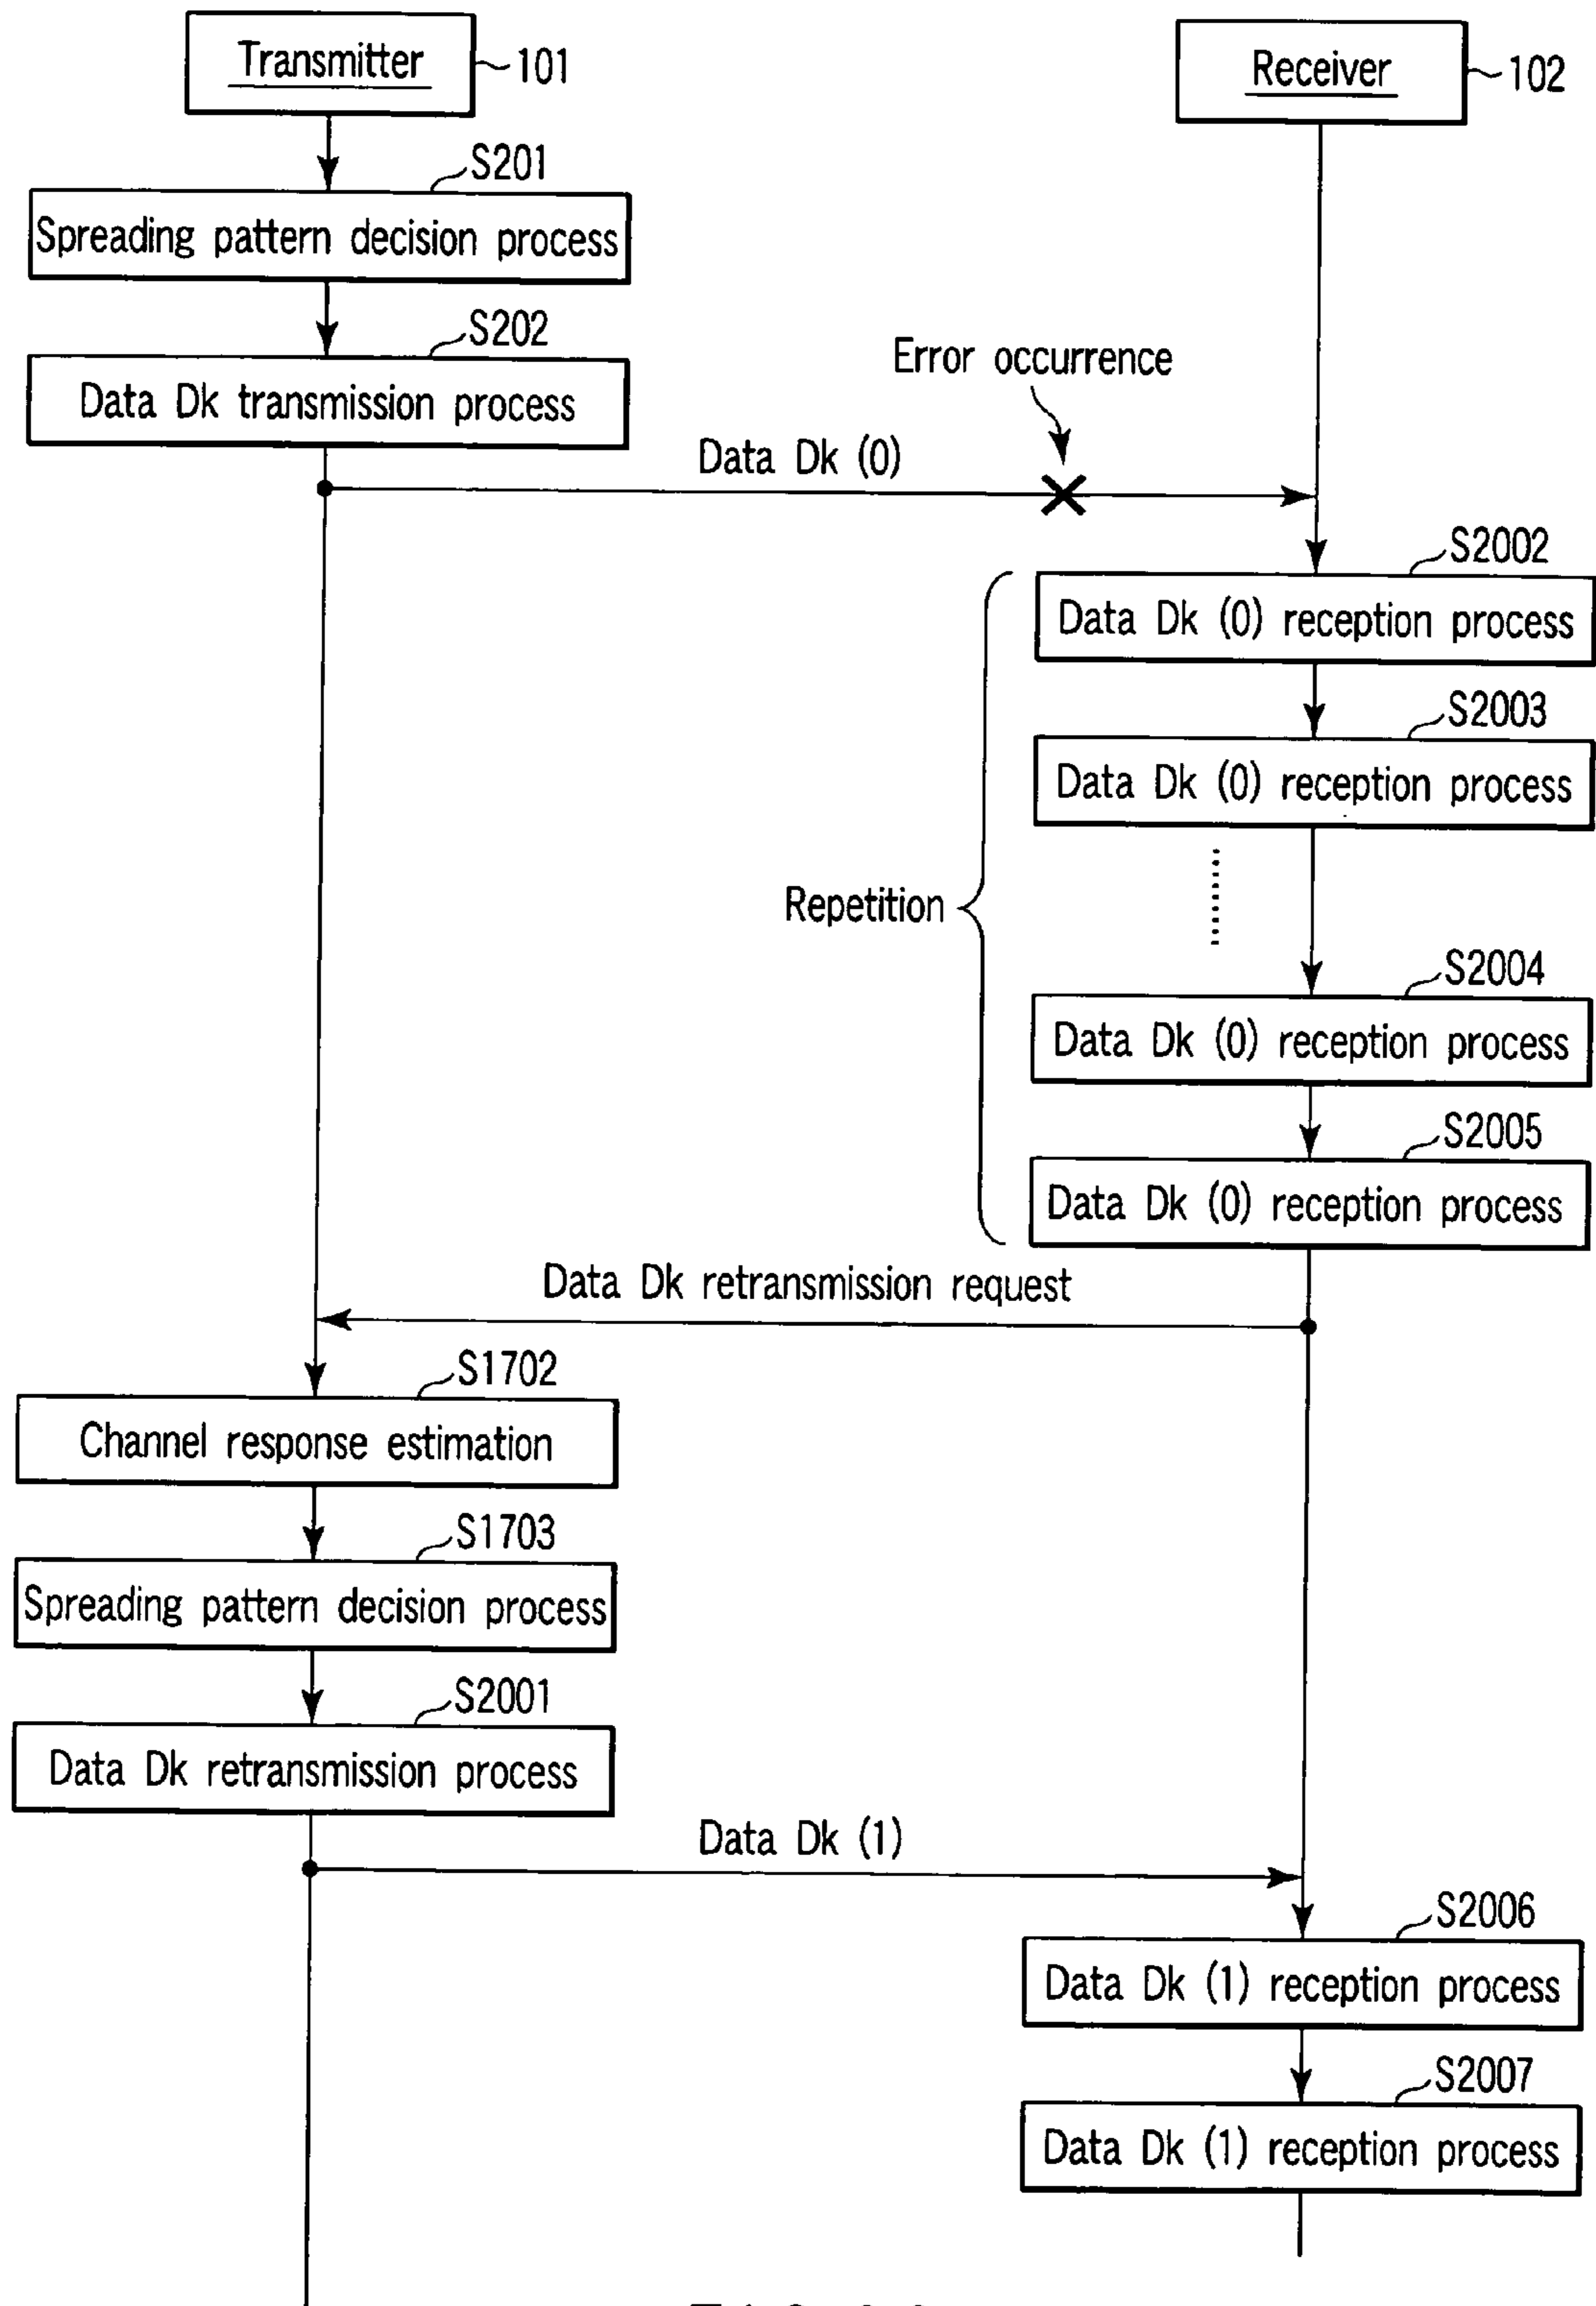 Transmitter
101
Receiver
102
S201
Spreading pattern decision process
S202
Data Dk transmission process
Error occurrence
Data Dk (0)
S2002
Data Dk (0) reception process
S2003
Data Dk (0) reception process
Repetition
S2004
Data Dk (0) reception process
S2005
Data Dk (0) reception process
Data Dk retransmission request
S1702
Channel response estimation
S1703
Spreading pattern decision process
S2001
Data Dk retransmission process
Data Dk (1)
S2006
Data Dk (1) reception process
S2007
Data Dk (1) reception process